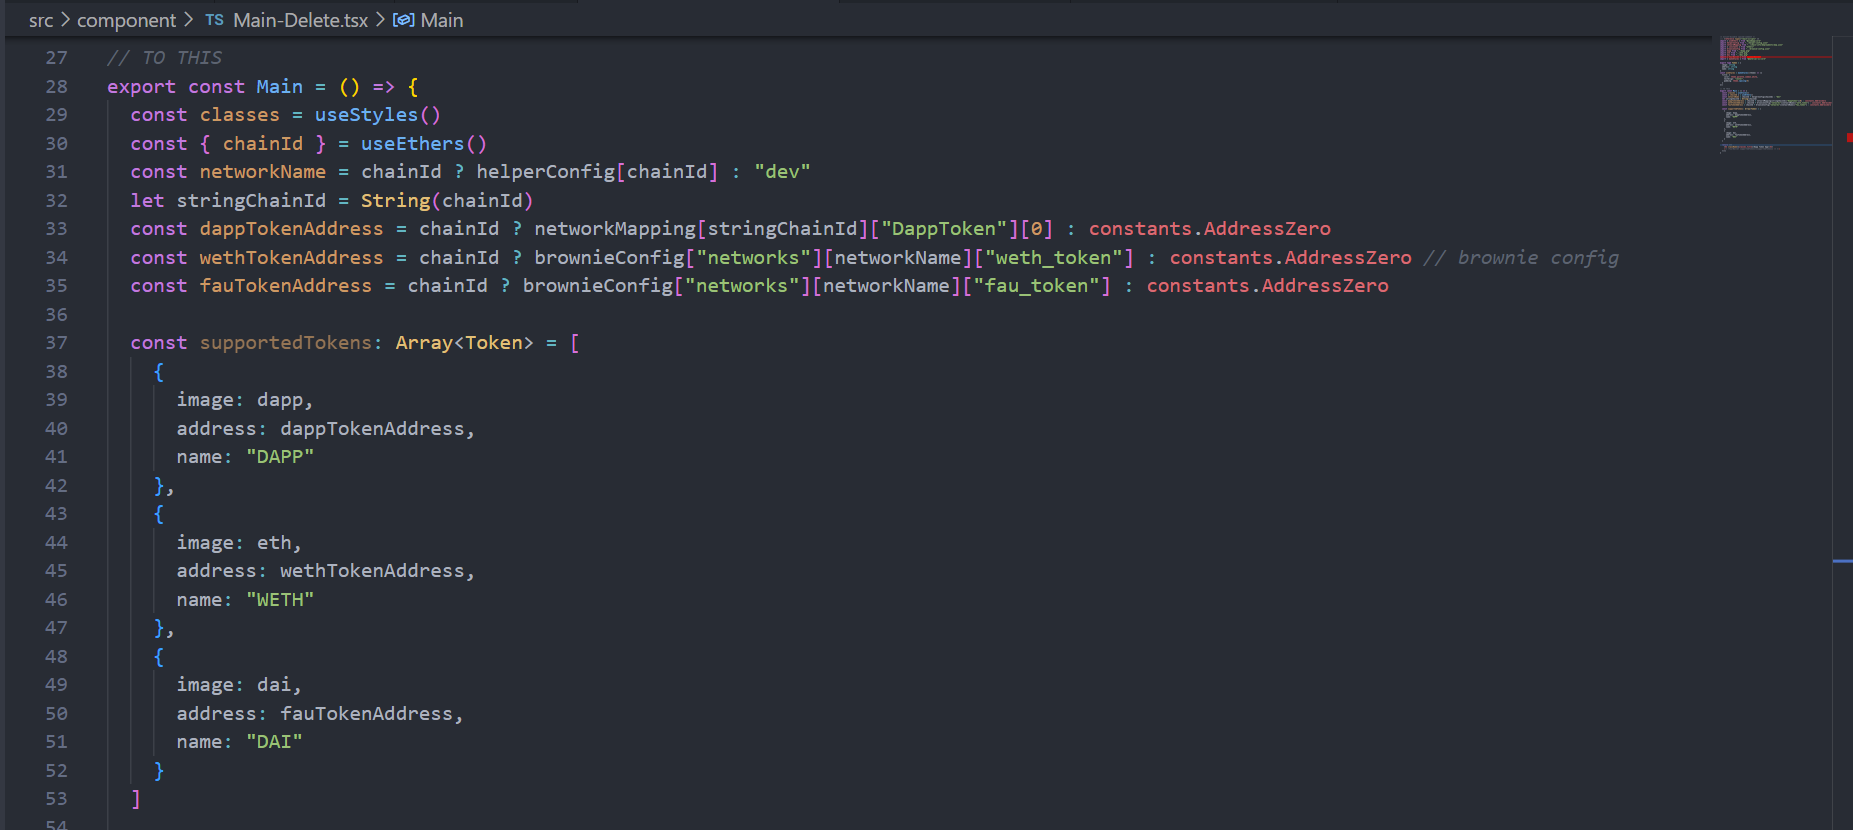 src > component > TS Main-Delete.tsx > Main
27 // TO THIS
28 export const Main = () => {
29 const classes = useStyles()
30 const { chainId } = useEthers()
31 const networkName = chainId ? helperConfig[chainId] : "dev"
32 let stringChainId = String(chainId)
33 const dappTokenAddress = chainId ? networkMapping[stringChainId]["DappToken"][0] : constants.AddressZero
34 const wethTokenAddress = chainId ? brownieConfig["networks"][networkName]["weth_token"] : constants.AddressZero // brownie config
35 const fauTokenAddress = chainId ? brownieConfig["networks"][networkName]["fau_token"] : constants.AddressZero
36
37 const supportedTokens: Array<Token> = [
38 {
39 image: dapp,
40 address: dappTokenAddress,
41 name: "DAPP"
42 },
43 {
44 image: eth,
45 address: wethTokenAddress,
46 name: "WETH"
47 },
48 {
49 image: dai,
50 address: fauTokenAddress,
51 name: "DAI"
52 }
53 ]
54